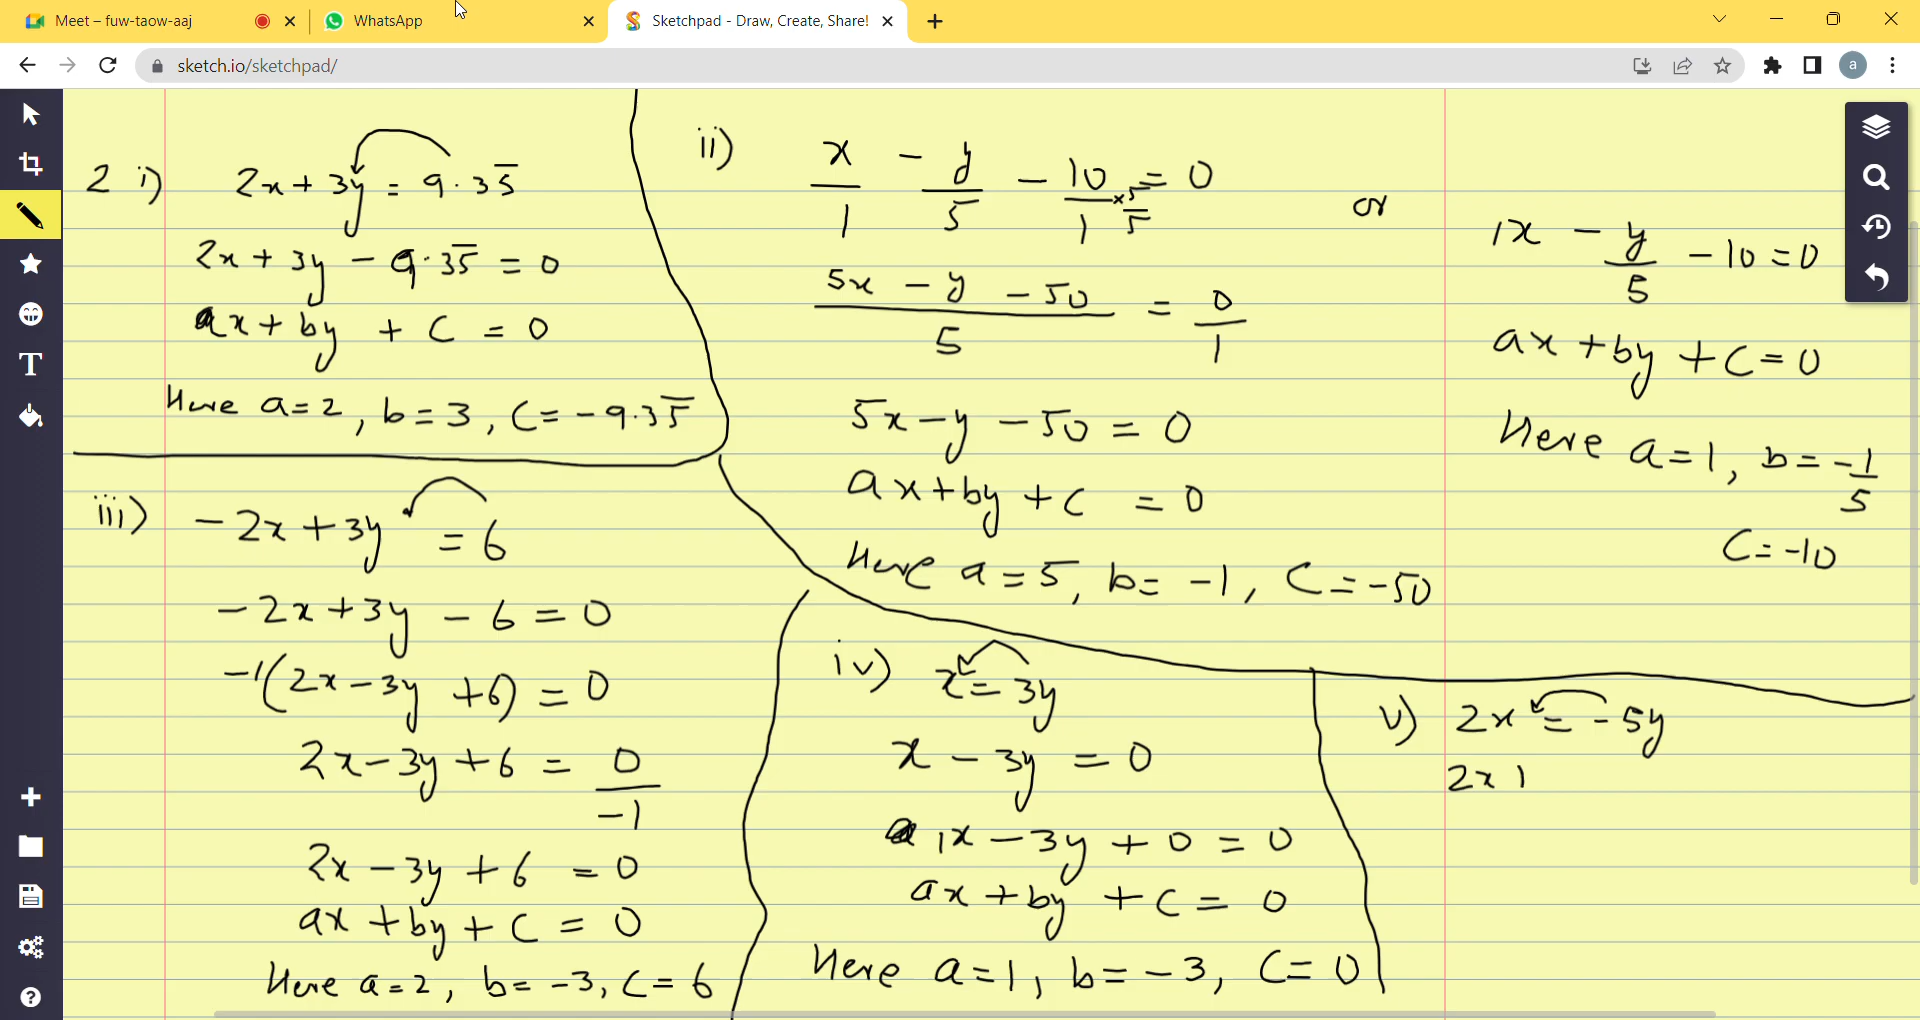 Meet – fuw-taow-aaj
WhatsApp
Sketchpad - Draw, Create, Share!
sketch.io/sketchpad/
a
2 i) 2x + 3y = 9.35̅
2x + 3y - 9.35̅ = 0
ax + by + c = 0
Here a = 2, b = 3, c = -9.35̅
ii) x/1 - y/5 - 10/1 × 5/5 = 0
(5x - y - 50)/5 = 0/1
5x - y - 50 = 0
ax + by + c = 0
Here a = 5, b = -1, c = -50
or
1x - y/5 - 10 = 0
ax + by + c = 0
Here a = 1, b = -1/5
c = -10
iii) -2x + 3y = 6
-2x + 3y - 6 = 0
-1(2x - 3y + 6) = 0
2x - 3y + 6 = 0/-1
2x - 3y + 6 = 0
ax + by + c = 0
Here a = 2, b = -3, c = 6
iv) x = 3y
x - 3y = 0
1x - 3y + 0 = 0
ax + by + c = 0
Here a = 1, b = -3, c = 0
v) 2x = -5y
2x
T